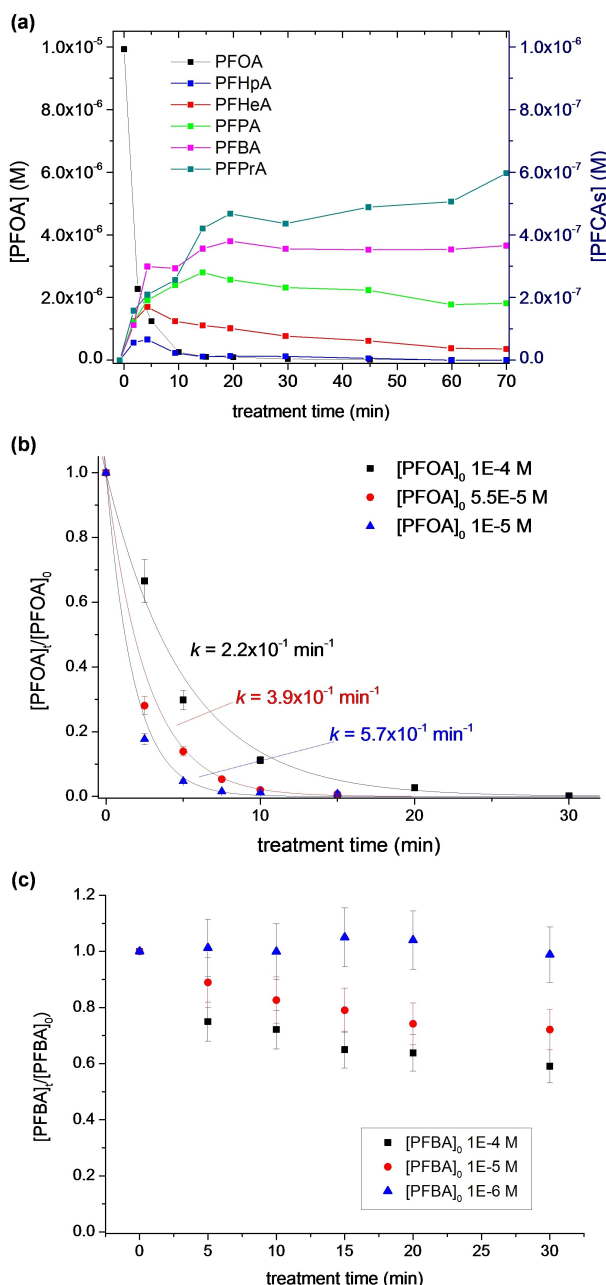 (a)
1.0x10⁻⁵
8.0x10⁻⁶
6.0x10⁻⁶
4.0x10⁻⁶
2.0x10⁻⁶
0.0
[PFOA] (M)
PFOA
PFHpA
PFHeA
PFPA
PFBA
PFPrA
1.0x10⁻⁶
8.0x10⁻⁷
6.0x10⁻⁷
4.0x10⁻⁷
2.0x10⁻⁷
0.0
[PFCAs] (M)
0 10 20 30 40 50 60 70
treatment time (min)
(b)
1.0
0.8
0.6
0.4
0.2
0.0
[PFOA]ₜ/[PFOA]₀
[PFOA]₀ 1E-4 M
[PFOA]₀ 5.5E-5 M
[PFOA]₀ 1E-5 M
k = 2.2x10⁻¹ min⁻¹
k = 3.9x10⁻¹ min⁻¹
k = 5.7x10⁻¹ min⁻¹
0 10 20 30
treatment time (min)
(c)
1.2
1.0
0.8
0.6
0.4
0.2
0.0
[PFBA]ₜ/[PFBA]₀)
[PFBA]₀ 1E-4 M
[PFBA]₀ 1E-5 M
[PFBA]₀ 1E-6 M
0 5 10 15 20 25 30
treatment time (min)